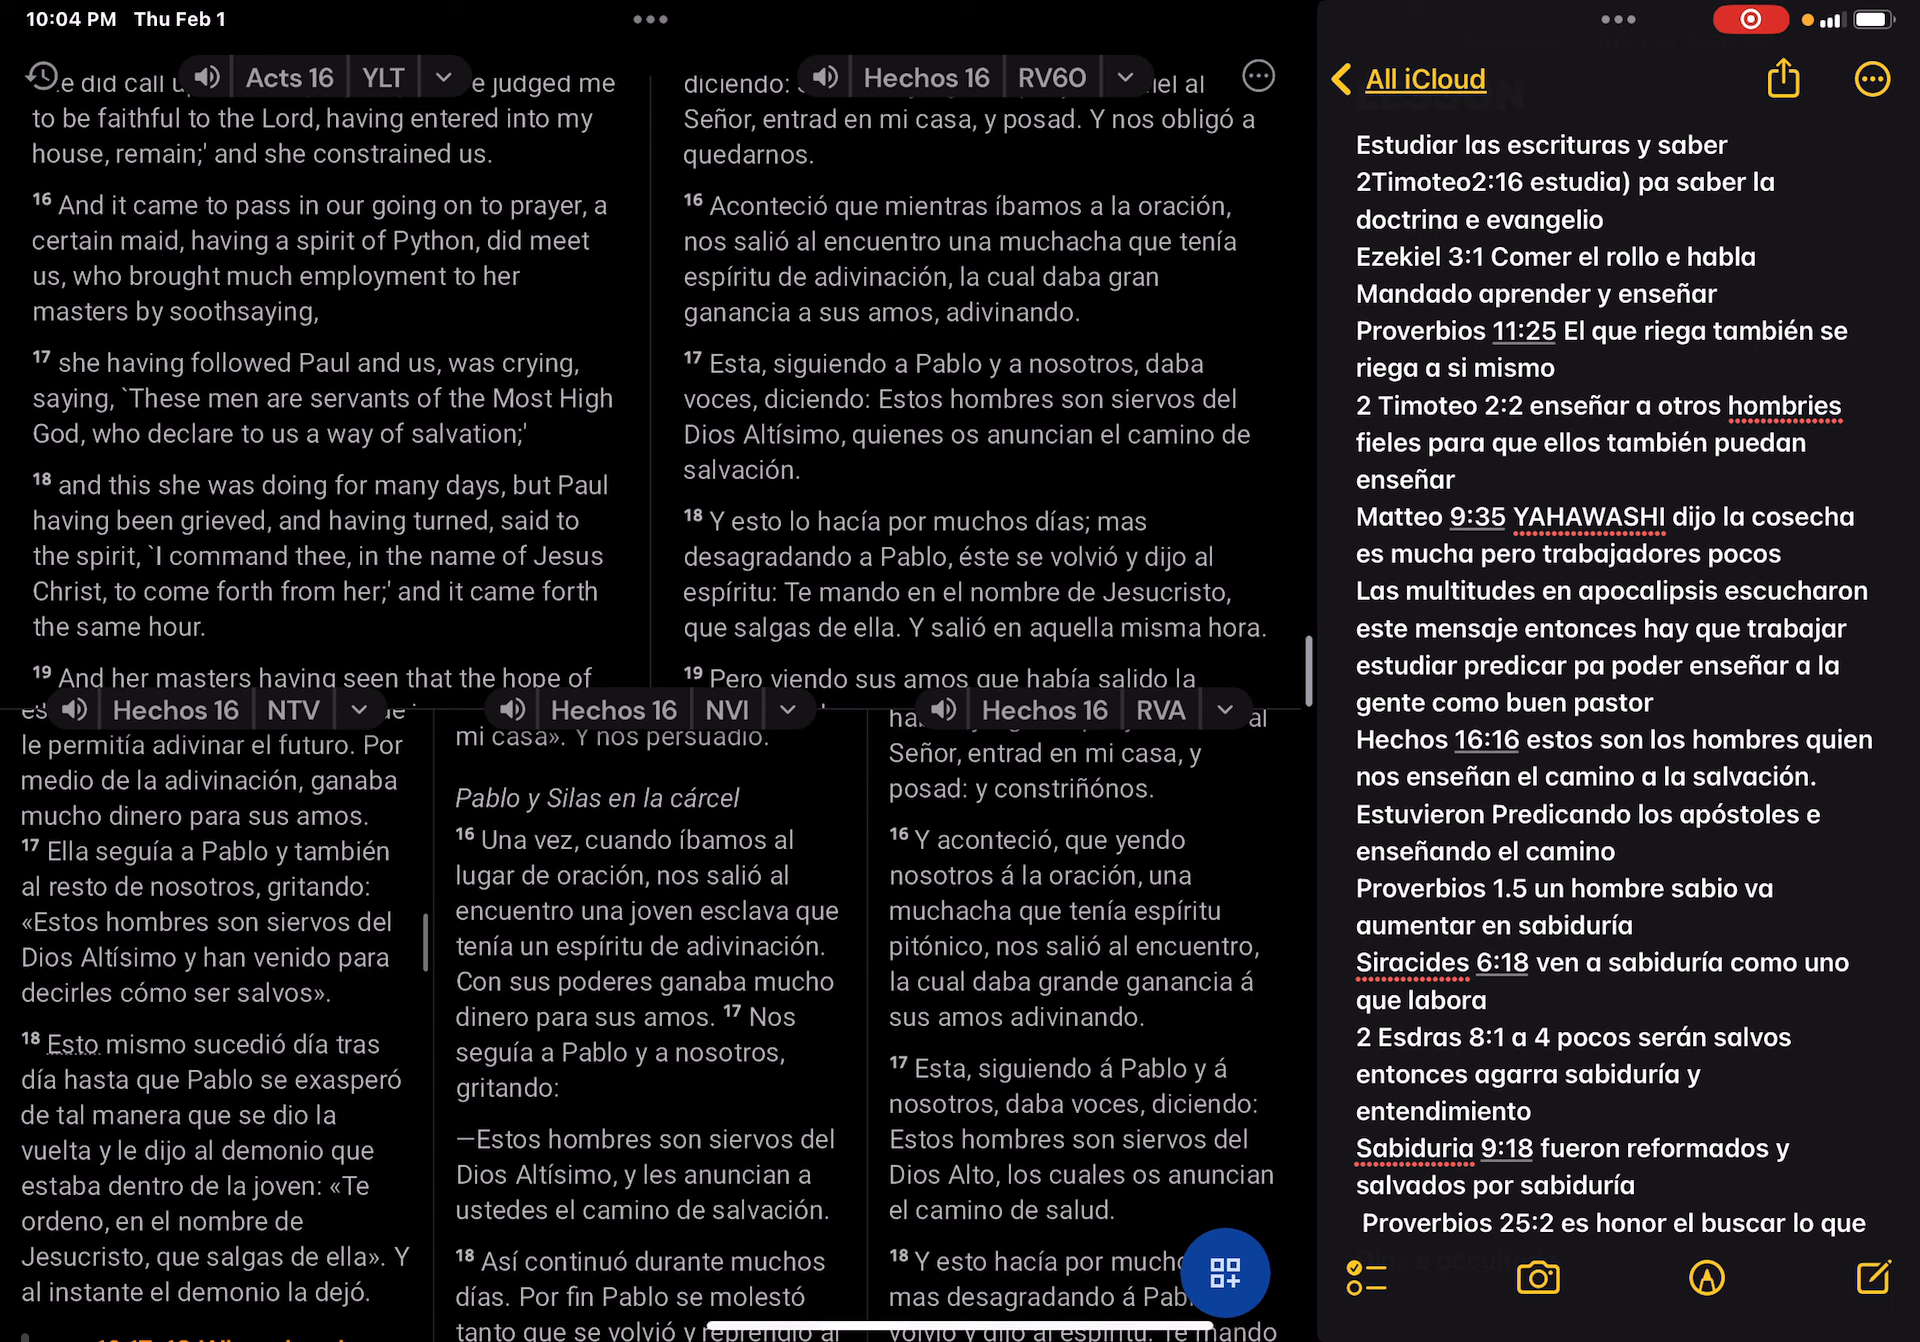 10:04 PM Thu Feb 1
e did call
Acts 16 YLT
e judged me
to be faithful to the Lord, having entered into my
house, remain;' and she constrained us.
16 And it came to pass in our going on to prayer, a
certain maid, having a spirit of Python, did meet
us, who brought much employment to her
masters by soothsaying,
17 she having followed Paul and us, was crying,
saying, `These men are servants of the Most High
God, who declare to us a way of salvation;'
18 and this she was doing for many days, but Paul
having been grieved, and having turned, said to
the spirit, `I command thee, in the name of Jesus
Christ, to come forth from her;' and it came forth
the same hour.
19 And her masters having seen that the hope of
diciendo:
Hechos 16 RV60
iel al
Señor, entrad en mi casa, y posad. Y nos obligó a
quedarnos.
16 Aconteció que mientras íbamos a la oración,
nos salió al encuentro una muchacha que tenía
espíritu de adivinación, la cual daba gran
ganancia a sus amos, adivinando.
17 Esta, siguiendo a Pablo y a nosotros, daba
voces, diciendo: Estos hombres son siervos del
Dios Altísimo, quienes os anuncian el camino de
salvación.
18 Y esto lo hacía por muchos días; mas
desagradando a Pablo, éste se volvió y dijo al
espíritu: Te mando en el nombre de Jesucristo,
que salgas de ella. Y salió en aquella misma hora.
19 Pero viendo sus amos que había salido la
Hechos 16 NTV
le permitía adivinar el futuro. Por
medio de la adivinación, ganaba
mucho dinero para sus amos.
17 Ella seguía a Pablo y también
al resto de nosotros, gritando:
«Estos hombres son siervos del
Dios Altísimo y han venido para
decirles cómo ser salvos».
18 Esto mismo sucedió día tras
día hasta que Pablo se exasperó
de tal manera que se dio la
vuelta y le dijo al demonio que
estaba dentro de la joven: «Te
ordeno, en el nombre de
Jesucristo, que salgas de ella». Y
al instante el demonio la dejó.
Hechos 16 NVI
mi casa». Y nos persuadió.
Pablo y Silas en la cárcel
16 Una vez, cuando íbamos al
lugar de oración, nos salió al
encuentro una joven esclava que
tenía un espíritu de adivinación.
Con sus poderes ganaba mucho
dinero para sus amos. 17 Nos
seguía a Pablo y a nosotros,
gritando:
—Estos hombres son siervos del
Dios Altísimo, y les anuncian a
ustedes el camino de salvación.
18 Así continuó durante muchos
días. Por fin Pablo se molestó
tanto que se volvió y reprendió al
Hechos 16 RVA
al
Señor, entrad en mi casa, y
posad: y constriñónos.
16 Y aconteció, que yendo
nosotros á la oración, una
muchacha que tenía espíritu
pitónico, nos salió al encuentro,
la cual daba grande ganancia á
sus amos adivinando.
17 Esta, siguiendo á Pablo y á
nosotros, daba voces, diciendo:
Estos hombres son siervos del
Dios Alto, los cuales os anuncian
el camino de salud.
18 Y esto hacía por mucho
mas desagradando á Pab
volvió y dijo al espíritu: Te mando
All iCloud
Estudiar las escrituras y saber
2Timoteo2:16 estudia) pa saber la
doctrina e evangelio
Ezekiel 3:1 Comer el rollo e habla
Mandado aprender y enseñar
Proverbios 11:25 El que riega también se
riega a si mismo
2 Timoteo 2:2 enseñar a otros hombries
fieles para que ellos también puedan
enseñar
Matteo 9:35 YAHAWASHI dijo la cosecha
es mucha pero trabajadores pocos
Las multitudes en apocalipsis escucharon
este mensaje entonces hay que trabajar
estudiar predicar pa poder enseñar a la
gente como buen pastor
Hechos 16:16 estos son los hombres quien
nos enseñan el camino a la salvación.
Estuvieron Predicando los apóstoles e
enseñando el camino
Proverbios 1.5 un hombre sabio va
aumentar en sabiduría
Siracides 6:18 ven a sabiduría como uno
que labora
2 Esdras 8:1 a 4 pocos serán salvos
entonces agarra sabiduría y
entendimiento
Sabiduria 9:18 fueron reformados y
salvados por sabiduría
Proverbios 25:2 es honor el buscar lo que